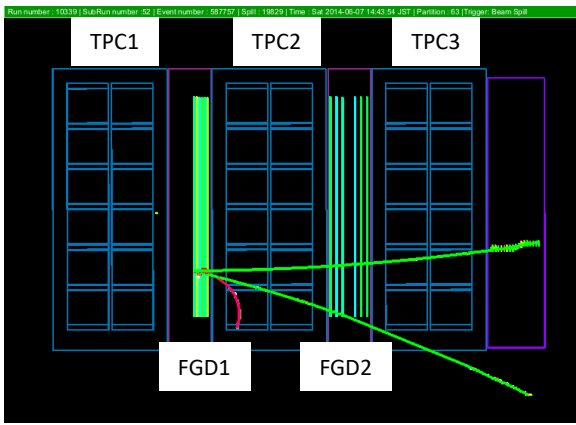 Run number : 10339 | SubRun number :52 | Event number : 587757 | Spill : 19829 | Time : Sat 2014-06-07 14:43:54 JST | Partition : 63 |Trigger: Beam Spill
TPC1 TPC2 TPC3
FGD1 FGD2